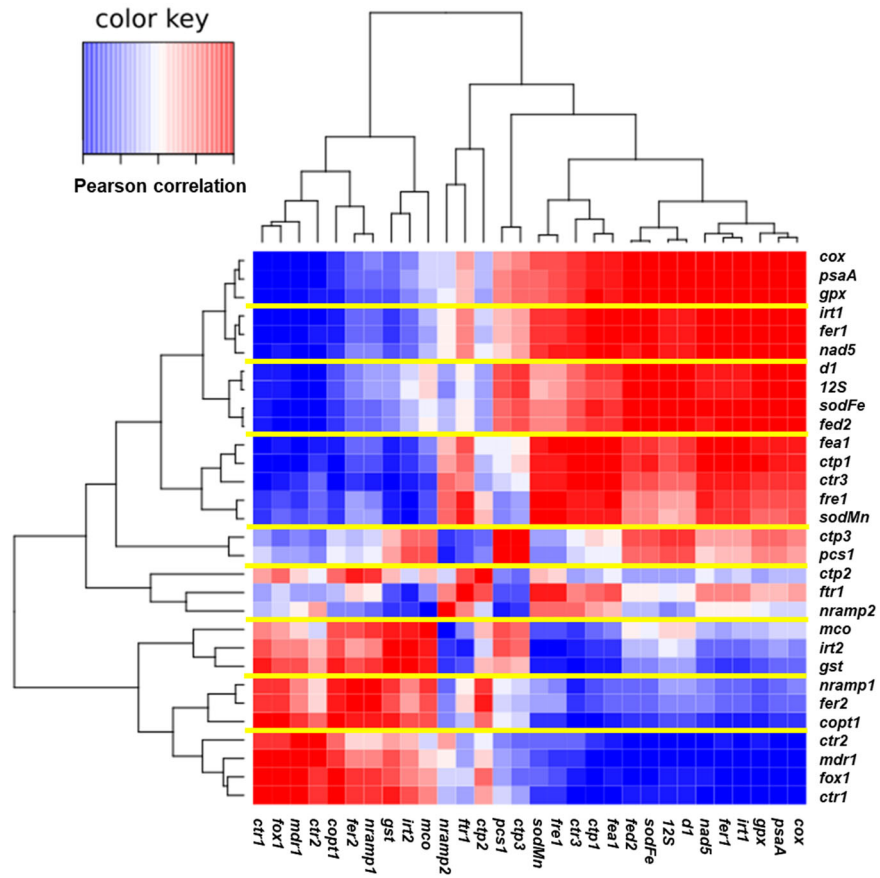 color key
Pearson correlation
cox
psaA
gpx
irt1
fer1
nad5
d1
12S
sodFe
fed2
fea1
ctp1
ctr3
fre1
sodMn
ctp3
pcs1
ctp2
ftr1
nramp2
mco
irt2
gst
nramp1
fer2
copt1
ctr2
mdr1
fox1
ctr1
ctr1
fox1
mdr1
ctr2
copt1
fer2
nramp1
gst
irt2
mco
nramp2
ftr1
ctp2
pcs1
ctp3
sodMn
fre1
ctr3
ctp1
fea1
fed2
sodFe
12S
d1
nad5
fer1
irt1
gpx
psaA
cox